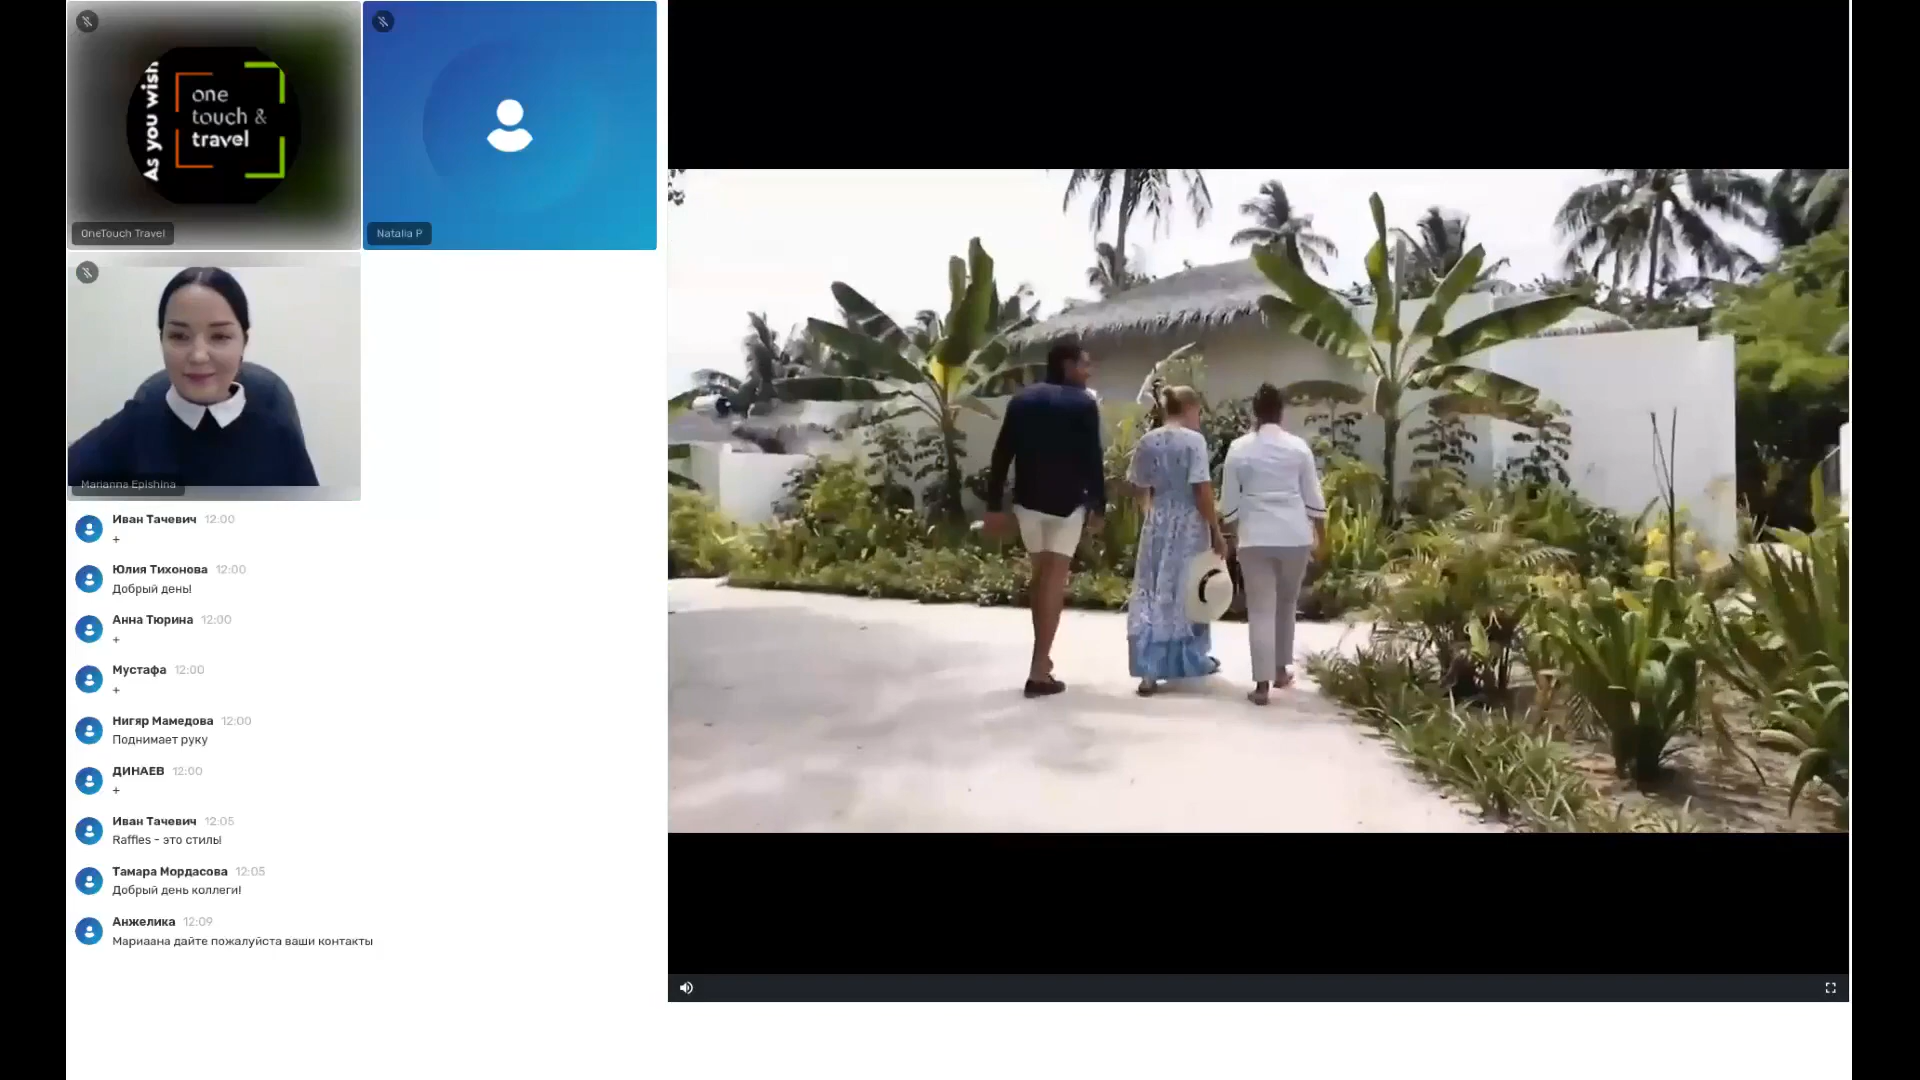 As you wish
one
touch &
travel
OneTouch Travel
Natalia P
Marianna Epishina
Иван Тачевич 12:00
+
Юлия Тихонова 12:00
Добрый день!
Анна Тюрина 12:00
+
Мустафа 12:00
+
Нигяр Мамедова 12:00
Поднимает руку
ДИНАЕВ 12:00
+
Иван Тачевич 12:05
Raffles - это стиль!
Тамара Мордасова 12:05
Добрый день коллеги!
Анжелика 12:09
Мариаана дайте пожалуйста ваши контакты